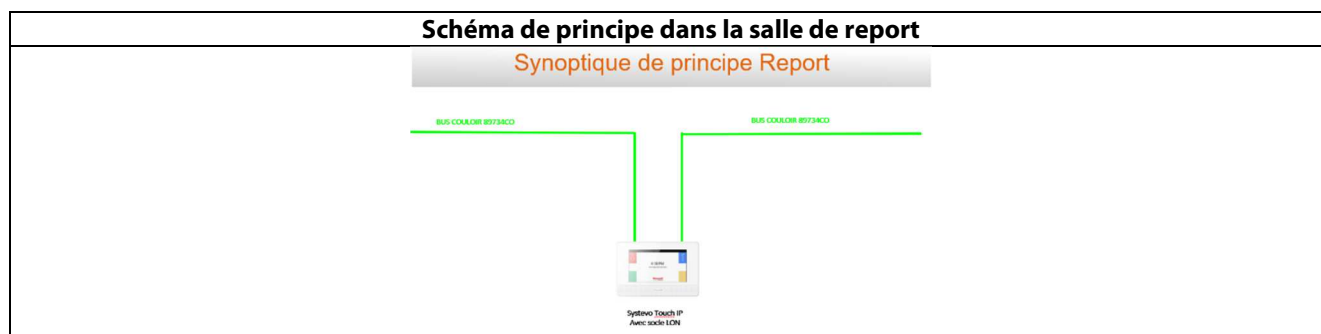 Schéma de principe dans la salle de report
Synoptique de principe Report
BUS COULOIR 89734CO
BUS COULOIR 89734CO
Systevo Touch IP
Avec socle LON